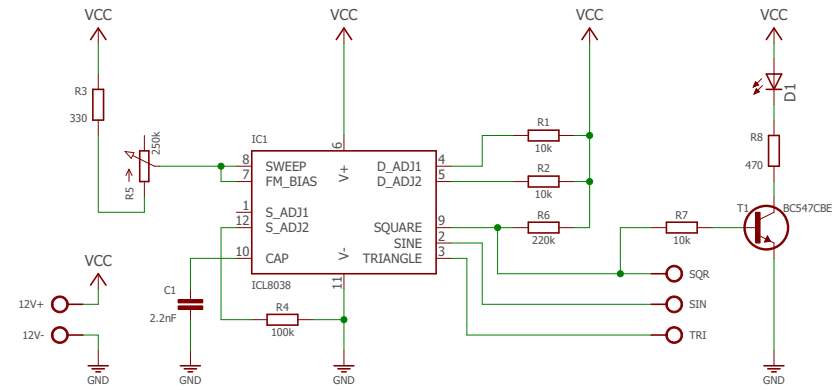 VCC
VCC
VCC
VCC
R3
330
250k
R5
IC1
6
V+
8
SWEEP
7
FM_BIAS
1
S_ADJ1
12
S_ADJ2
10
CAP
D_ADJ1
4
D_ADJ2
5
SQUARE
9
SINE
2
TRIANGLE
3
V-
11
ICL8038
R1
10k
R2
10k
R6
220k
D1
R8
470
T1
BC547CBE
R7
10k
SQR
SIN
TRI
VCC
12V+
12V-
C1
2.2nF
R4
100k
GND
GND
GND
GND